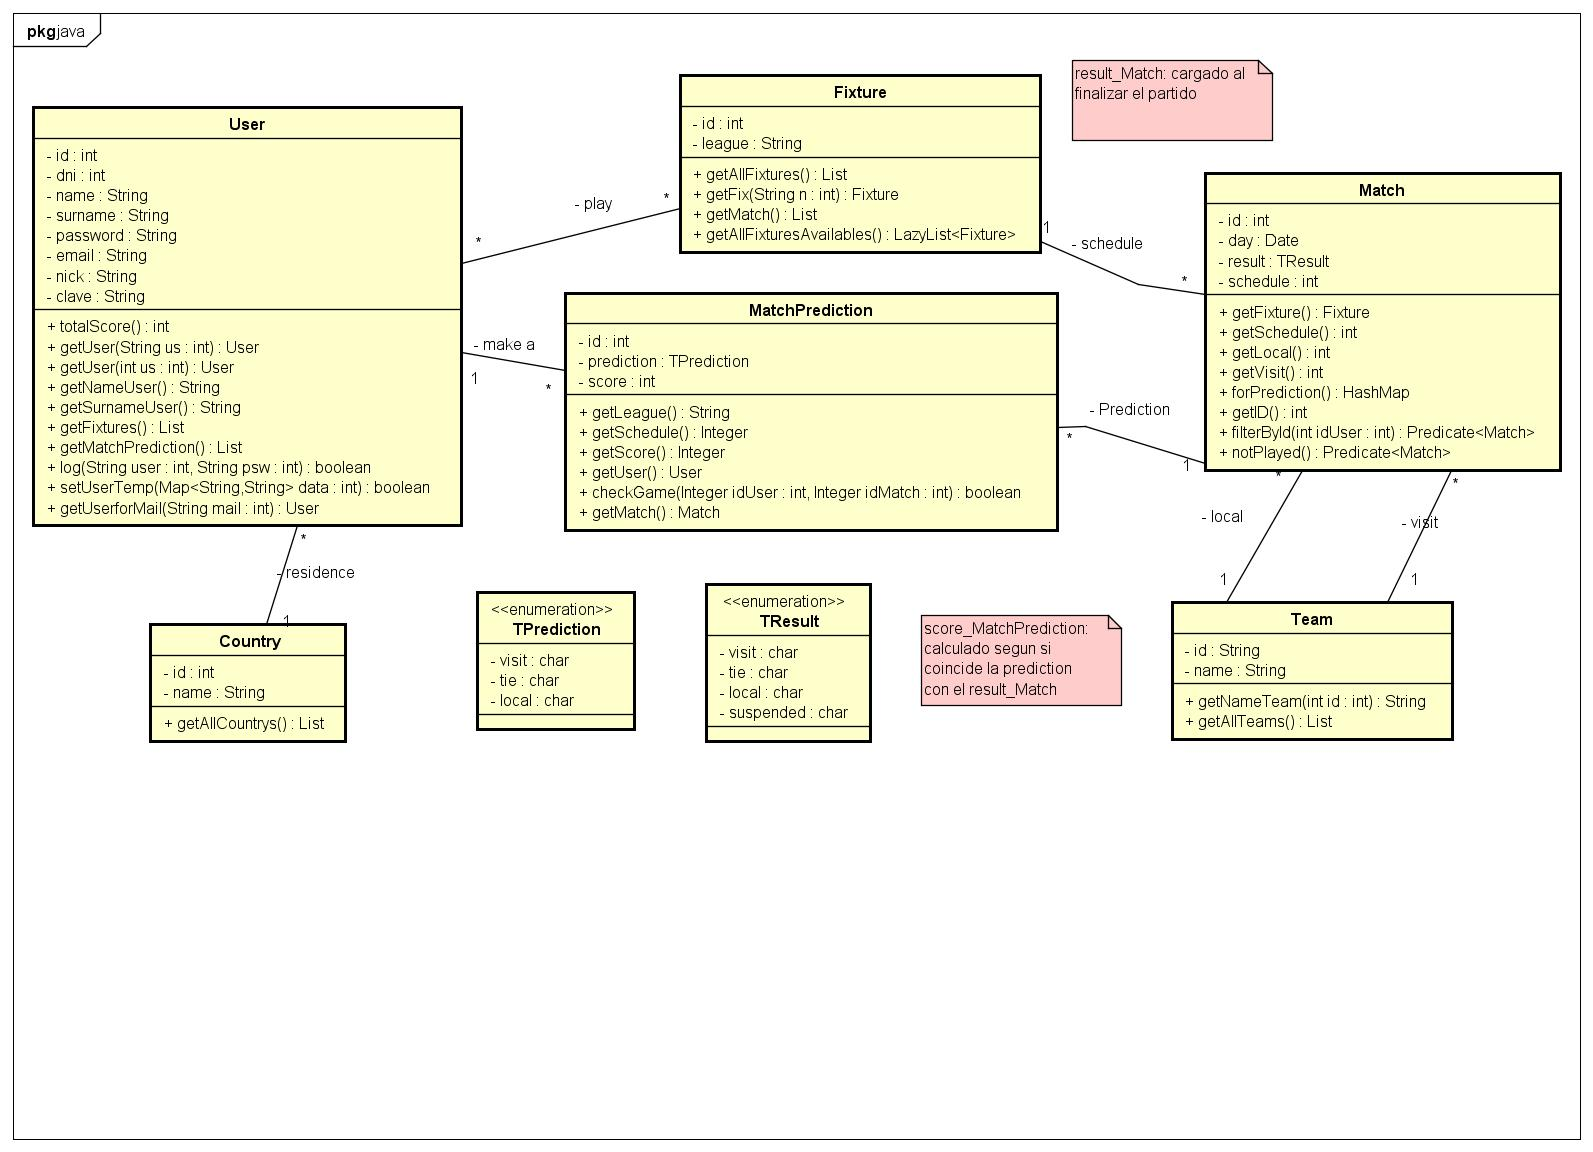 pkg java
User
- id : int
- dni : int
- name : String
- surname : String
- password : String
- email : String
- nick : String
- clave : String
+ totalScore() : int
+ getUser(String us : int) : User
+ getUser(int us : int) : User
+ getNameUser() : String
+ getSurnameUser() : String
+ getFixtures() : List
+ getMatchPrediction() : List
+ log(String user : int, String psw : int) : boolean
+ setUserTemp(Map<String,String> data : int) : boolean
+ getUserforMail(String mail : int) : User
- play
*
*
Fixture
- id : int
- league : String
+ getAllFixtures() : List
+ getFix(String n : int) : Fixture
+ getMatch() : List
+ getAllFixturesAvailables() : LazyList<Fixture>
result_Match: cargado al
finalizar el partido
1
- schedule
*
Match
- id : int
- day : Date
- result : TResult
- schedule : int
+ getFixture() : Fixture
+ getSchedule() : int
+ getLocal() : int
+ getVisit() : int
+ forPrediction() : HashMap
+ getID() : int
+ filterById(int idUser : int) : Predicate<Match>
+ notPlayed() : Predicate<Match>
- make a
1
*
MatchPrediction
- id : int
- prediction : TPrediction
- score : int
+ getLeague() : String
+ getSchedule() : Integer
+ getScore() : Integer
+ getUser() : User
+ checkGame(Integer idUser : int, Integer idMatch : int) : boolean
+ getMatch() : Match
- Prediction
*
1
*
- local
1
*
- visit
1
*
- residence
1
Country
- id : int
- name : String
+ getAllCountrys() : List
<<enumeration>>
TPrediction
- visit : char
- tie : char
- local : char
<<enumeration>>
TResult
- visit : char
- tie : char
- local : char
- suspended : char
score_MatchPrediction:
calculado segun si
coincide la prediction
con el result_Match
Team
- id : String
- name : String
+ getNameTeam(int id : int) : String
+ getAllTeams() : List